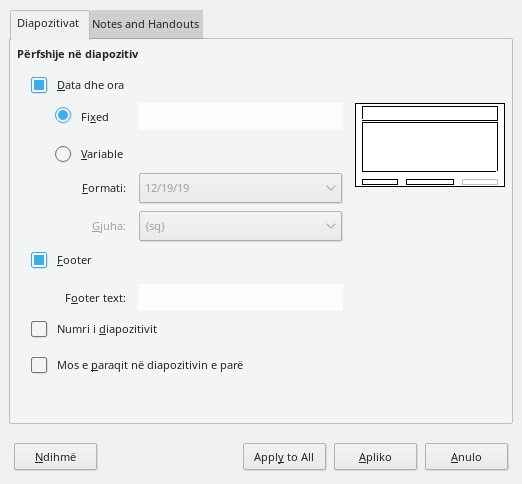 Diapozitivat
Notes and Handouts
Përfshije në diapozitiv
Data dhe ora
Fixed
Variable
Formati:
12/19/19
Gjuha:
{sq}
Footer
Footer text:
Numri i diapozitivit
Mos e paraqit në diapozitivin e parë
Ndihmë
Apply to All
Apliko
Anulo